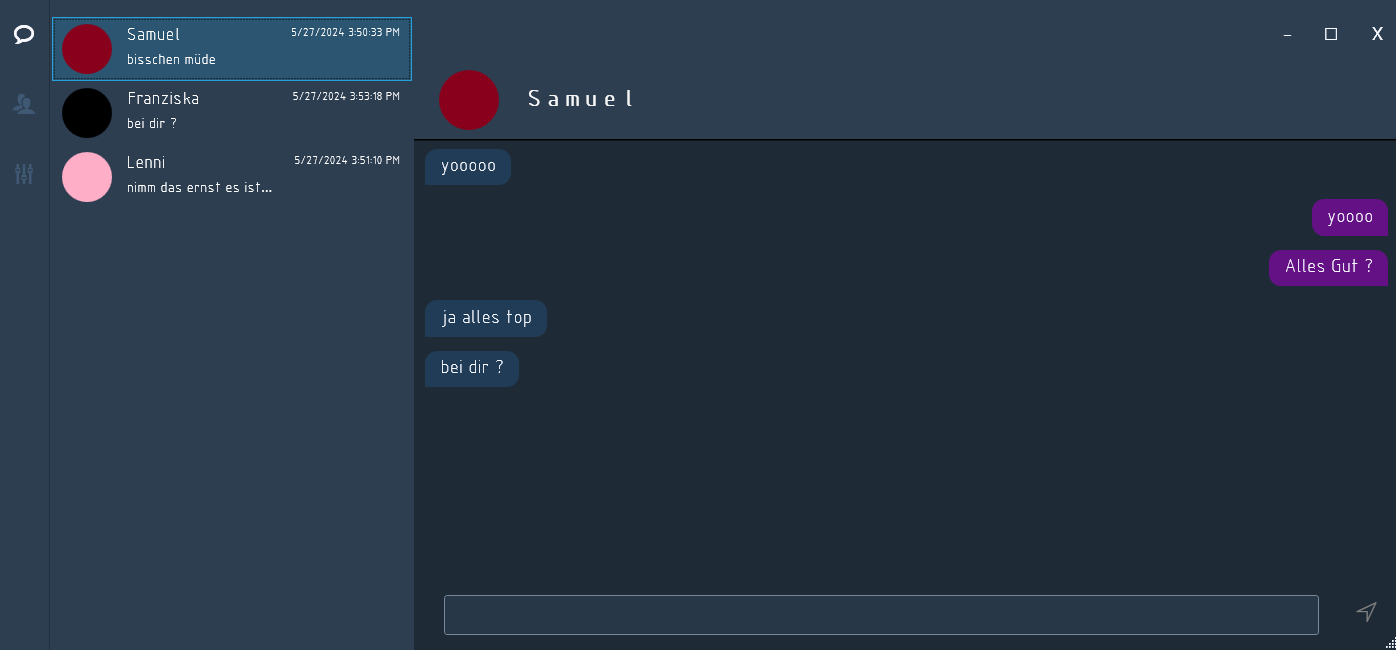 Samuel
5/27/2024 3:50:33 PM
bisschen müde
Franziska
5/27/2024 3:53:18 PM
bei dir ?
Lenni
5/27/2024 3:51:10 PM
nimm das ernst es ist...
Samuel
yooooo
yoooo
Alles Gut ?
ja alles top
bei dir ?